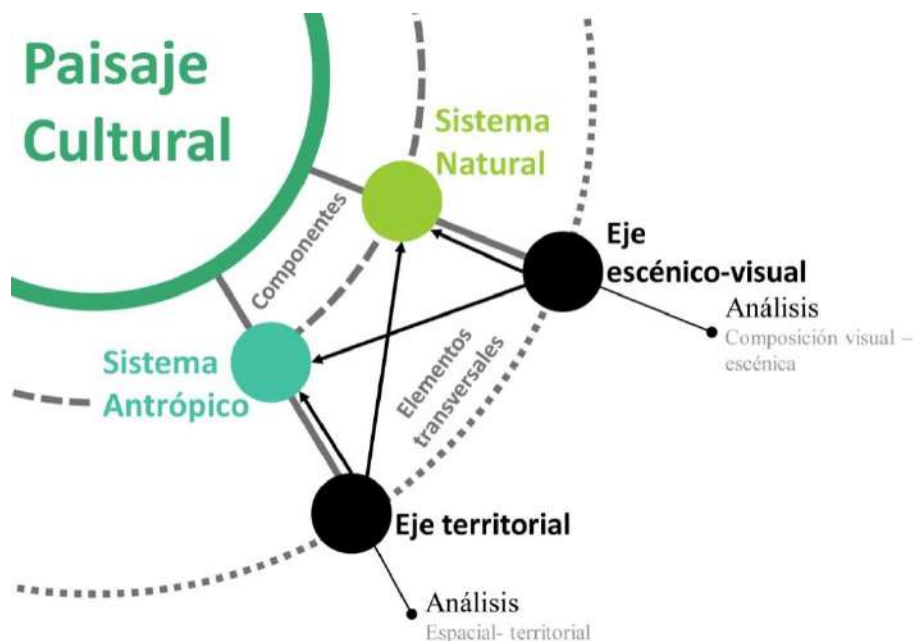 Paisaje
Cultural
Sistema
Natural
Componentes
Eje
escénico-visual
Análisis
Composición visual –
escénica
Sistema
Antrópico
Elementos
transversales
Eje territorial
Análisis
Espacial- territorial